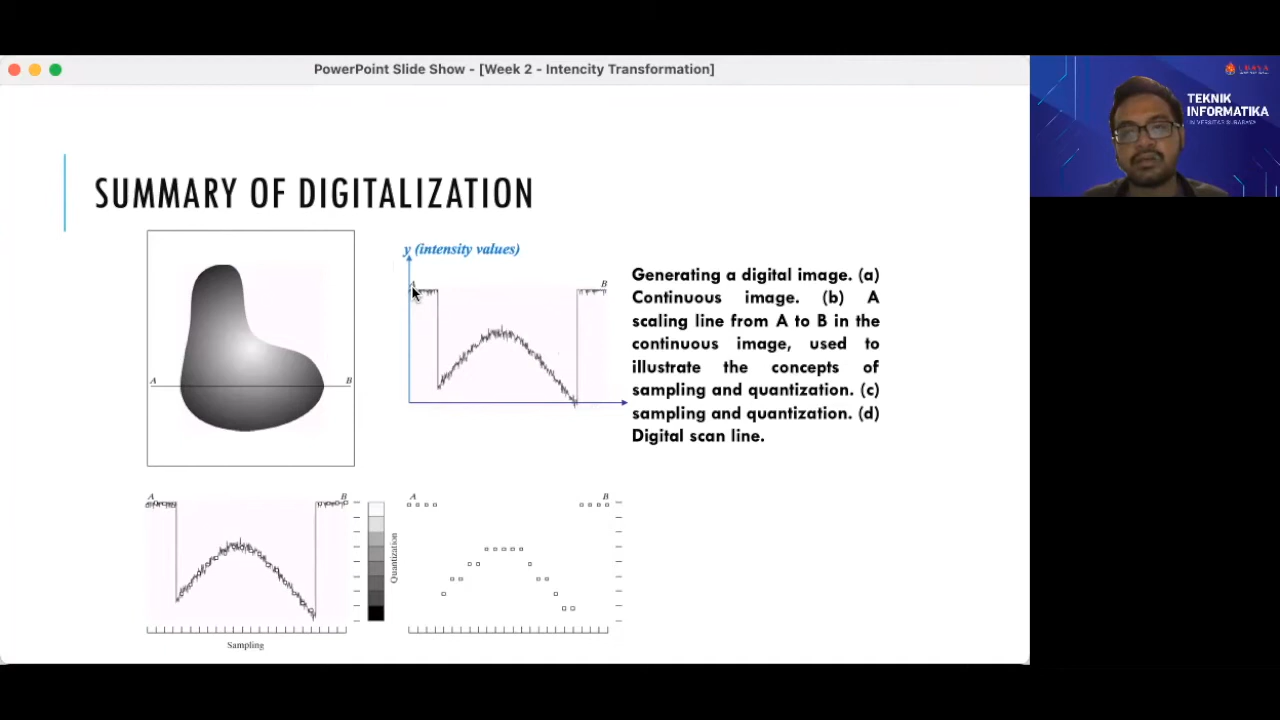 PowerPoint Slide Show - [Week 2 - Intencity Transformation]
TEKNIK
INFORMATIKA
SUMMARY OF DIGITALIZATION
y (intensity values)
A
B
A
B
Generating a digital image. (a)
Continuous image. (b) A
scaling line from A to B in the
continuous image, used to
illustrate the concepts of
sampling and quantization. (c)
sampling and quantization. (d)
Digital scan line.
A
B
Quantization
Sampling
A
B